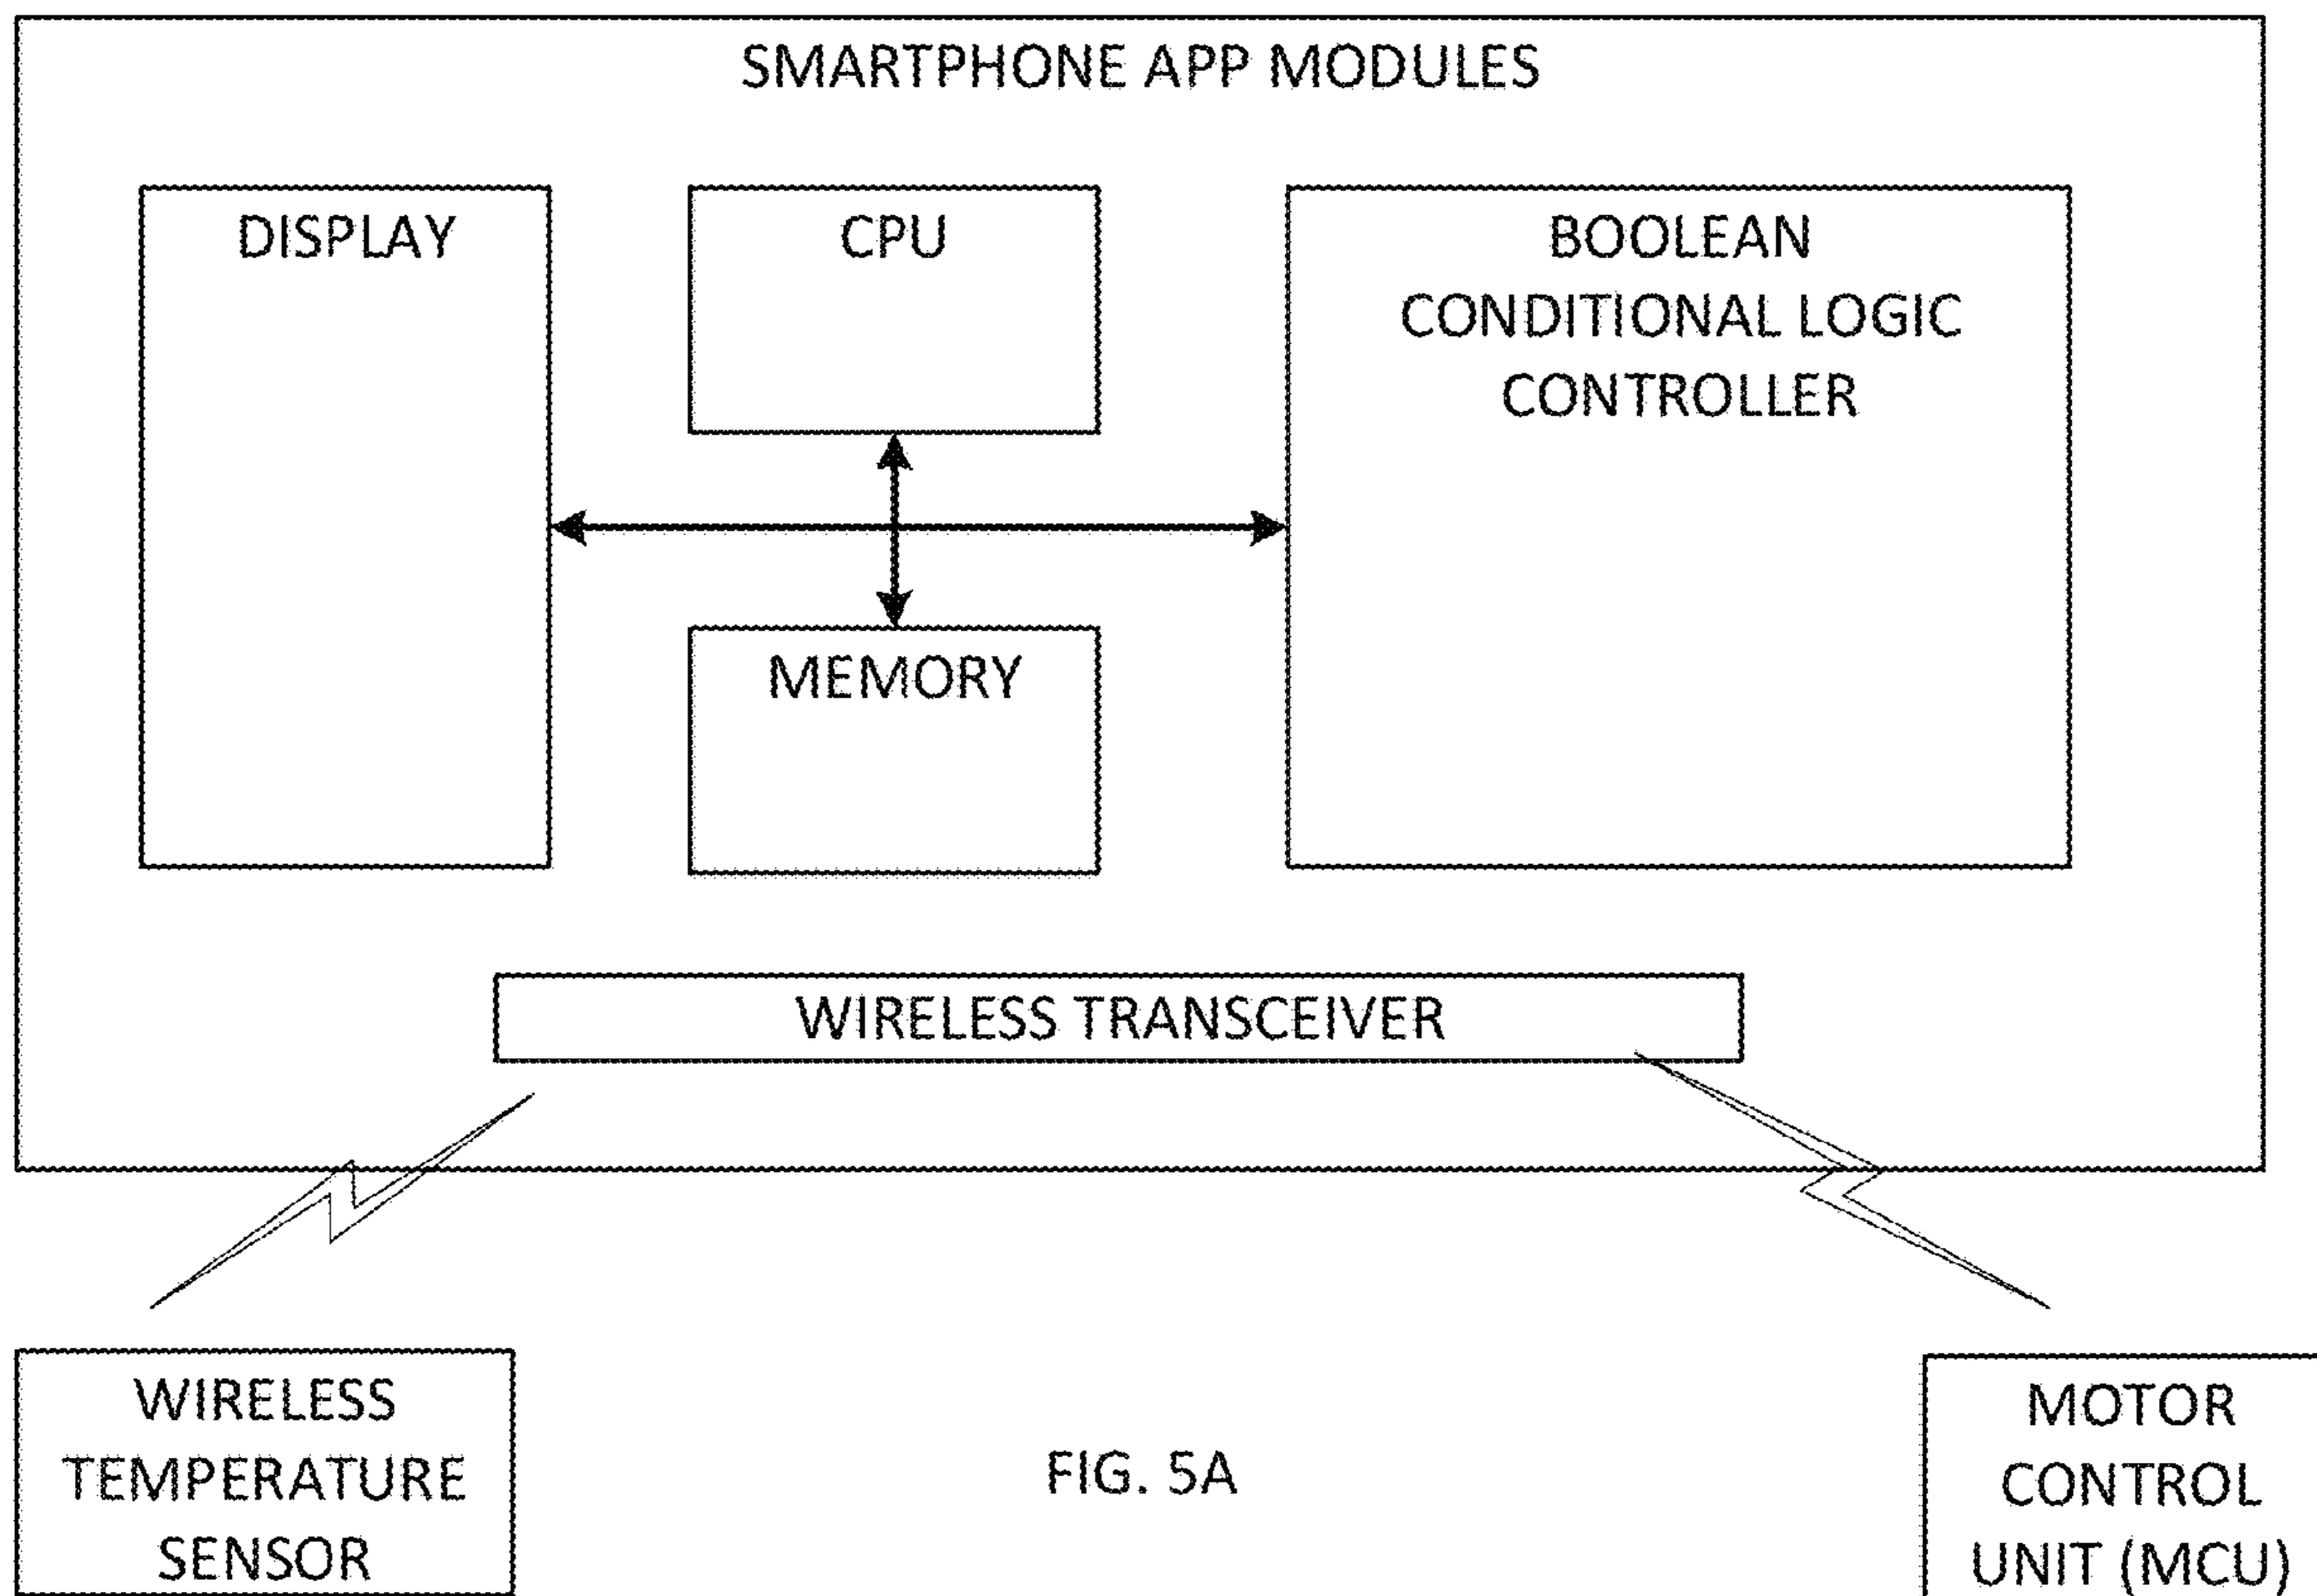 SMARTPHONE APP MODULES
DISPLAY
CPU
BOOLEAN
CONDITIONAL LOGIC
CONTROLLER
MEMORY
WIRELESS TRANSCEIVER
WIRELESS
TEMPERATURE
SENSOR
FIG. 5A
MOTOR
CONTROL
UNIT (MCU)